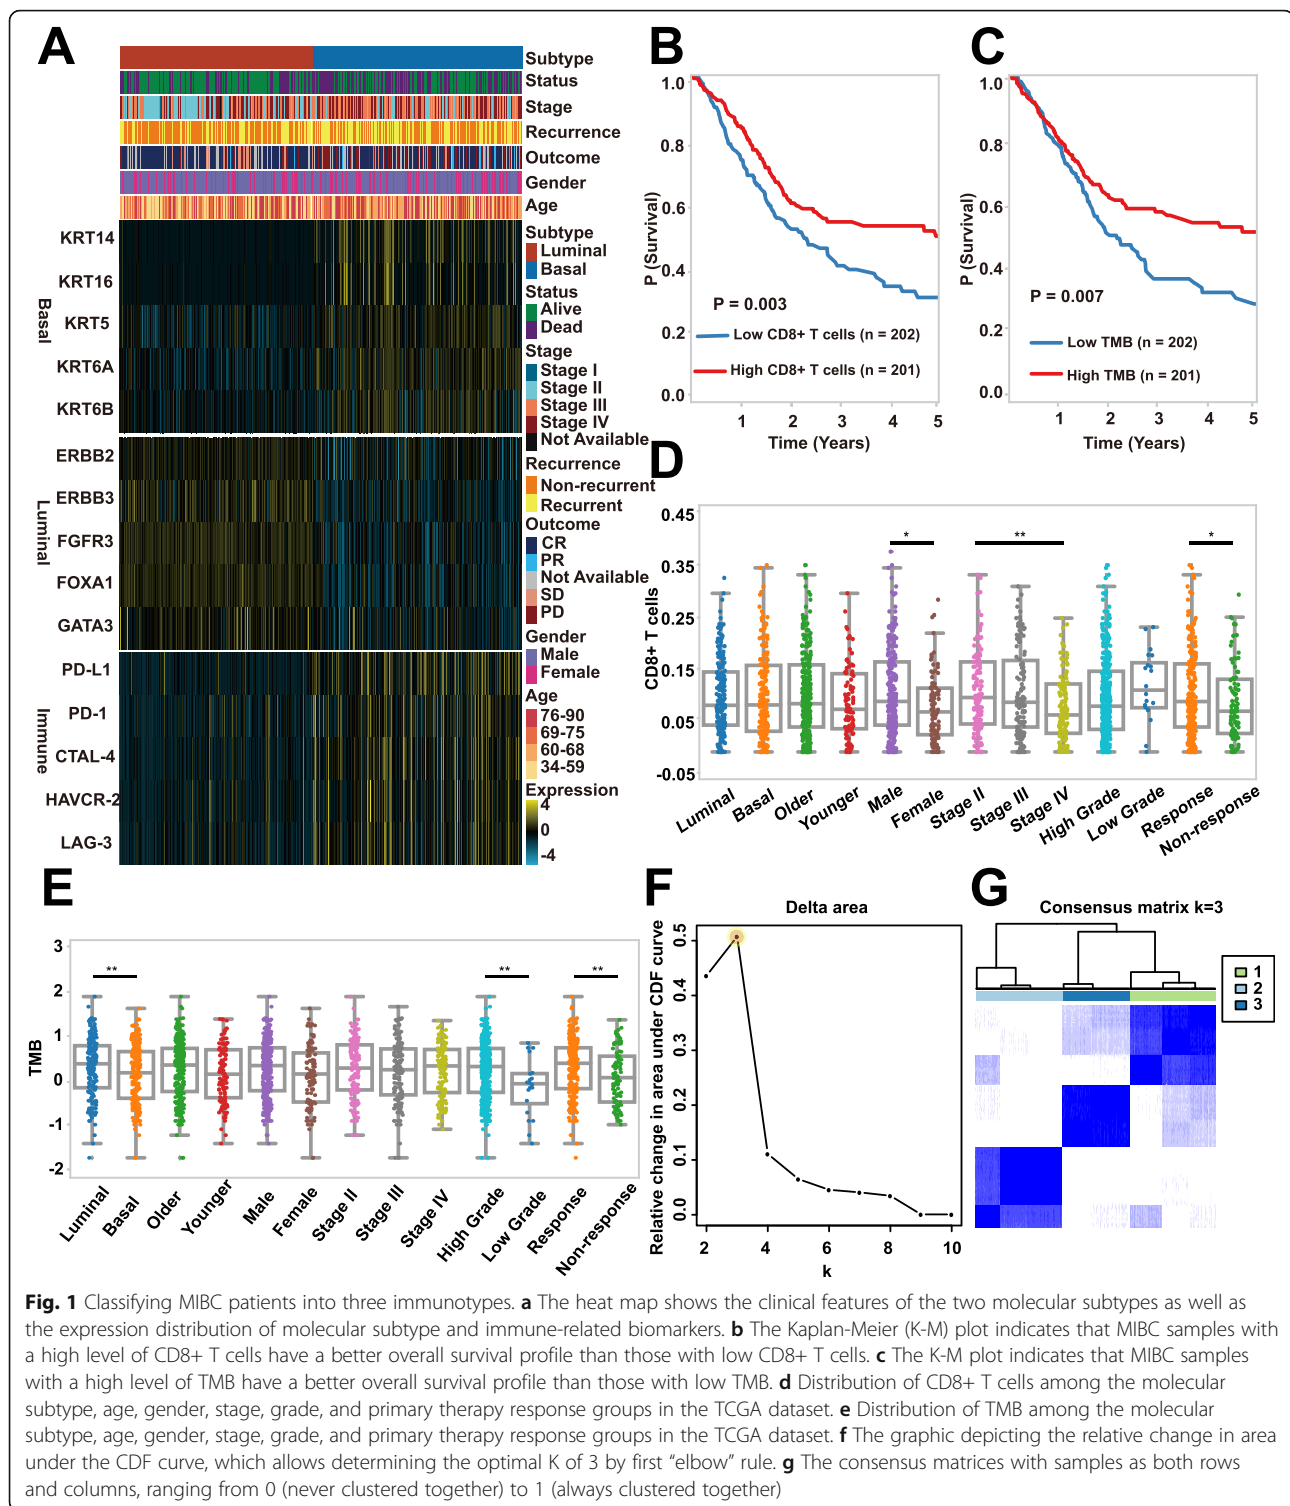 A
Subtype
Status
Stage
Recurrence
Outcome
Gender
Age
KRT14
KRT16
KRT5
KRT6A
KRT6B
Basal
ERBB2
ERBB3
FGFR3
FOXA1
GATA3
Luminal
PD-L1
PD-1
CTAL-4
HAVCR-2
LAG-3
Immune
Subtype
Luminal
Basal
Status
Alive
Dead
Stage
Stage I
Stage II
Stage III
Stage IV
Not Available
Recurrence
Non-recurrent
Recurrent
Outcome
CR
PR
Not Available
SD
PD
Gender
Male
Female
Age
76-90
69-75
60-68
34-59
Expression
4
0
-4
B
P (Survival)
1.0
0.8
0.6
0.4
0.2
0.0
P = 0.003
Low CD8+ T cells (n = 202)
High CD8+ T cells (n = 201)
1 2 3 4 5
Time (Years)
C
P (Survival)
1.0
0.8
0.6
0.4
0.2
0.0
P = 0.007
Low TMB (n = 202)
High TMB (n = 201)
1 2 3 4 5
Time (Years)
D
CD8+ T cells
0.45
0.35
0.25
0.15
0.05
-0.05
* ** *
Luminal Basal Older Younger Male Female Stage II Stage III Stage IV High Grade Low Grade Response Non-response
E
TMB
3
2
1
0
-1
-2
** ** **
Luminal Basal Older Younger Male Female Stage II Stage III Stage IV High Grade Low Grade Response Non-response
F
Delta area
Relative change in area under CDF curve
0.5
0.4
0.3
0.2
0.1
0.0
2 4 6 8 10
k
G
Consensus matrix k=3
1
2
3
Fig. 1 Classifying MIBC patients into three immunotypes. a The heat map shows the clinical features of the two molecular subtypes as well as
the expression distribution of molecular subtype and immune-related biomarkers. b The Kaplan-Meier (K-M) plot indicates that MIBC samples with
a high level of CD8+ T cells have a better overall survival profile than those with low CD8+ T cells. c The K-M plot indicates that MIBC samples
with a high level of TMB have a better overall survival profile than those with low TMB. d Distribution of CD8+ T cells among the molecular
subtype, age, gender, stage, grade, and primary therapy response groups in the TCGA dataset. e Distribution of TMB among the molecular
subtype, age, gender, stage, grade, and primary therapy response groups in the TCGA dataset. f The graphic depicting the relative change in area
under the CDF curve, which allows determining the optimal K of 3 by first “elbow” rule. g The consensus matrices with samples as both rows
and columns, ranging from 0 (never clustered together) to 1 (always clustered together)